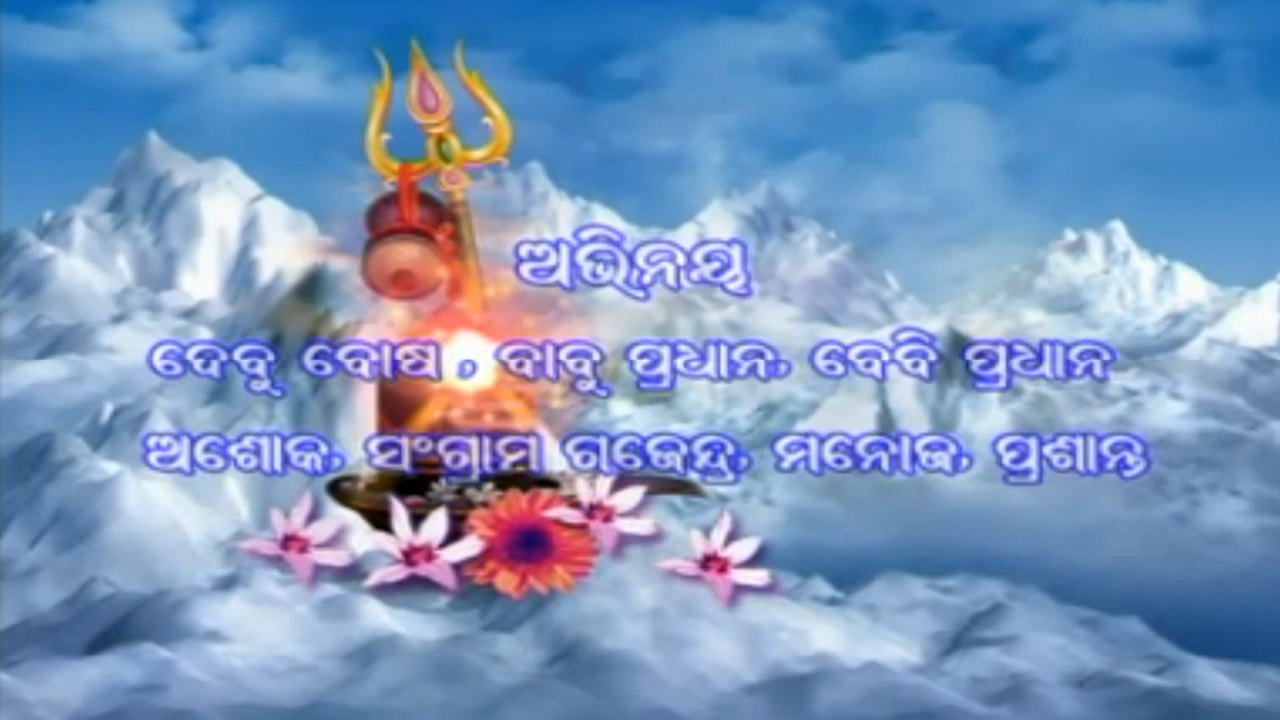 ଅଭିନୟ
ଦେବୁ ବୋଷ , ବାବୁ ପ୍ରଧାନ, ବେବି ପ୍ରଧାନ
ଅଶୋକ, ସଂଗ୍ରାମ ଗଜେନ୍ଦ୍ର, ମନୋଜ, ପ୍ରଶାନ୍ତ